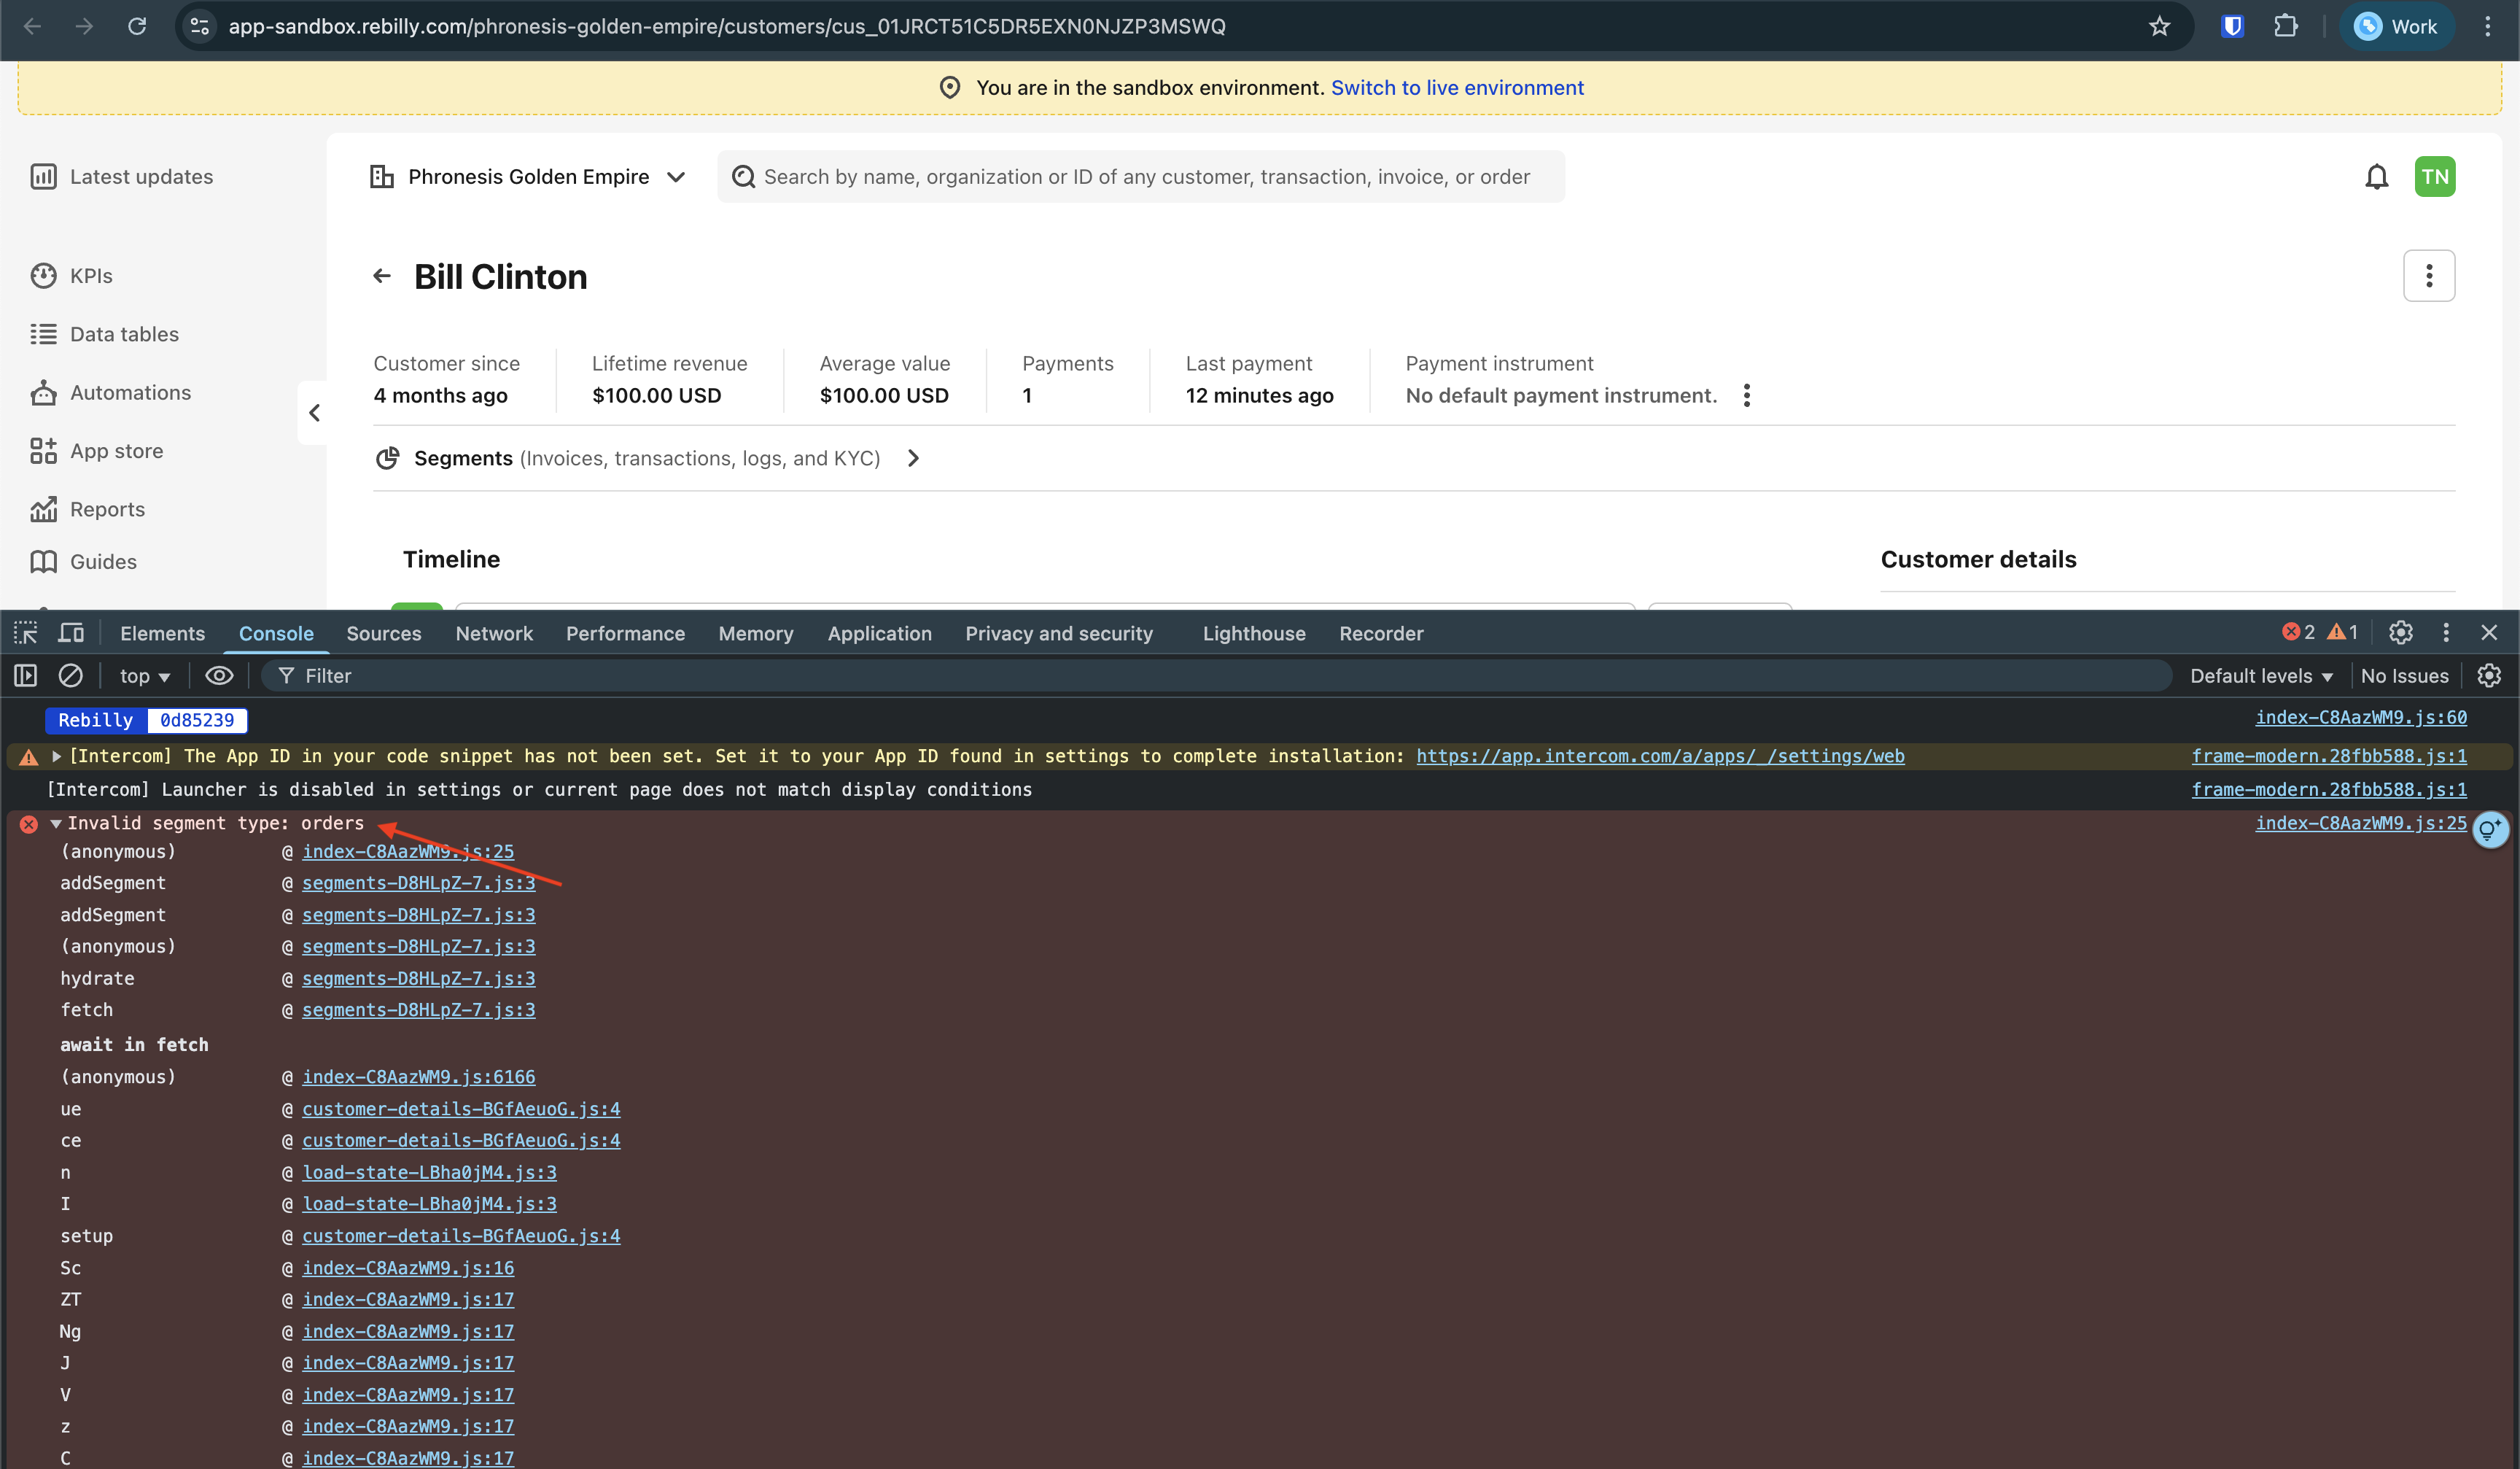 app-sandbox.rebilly.com/phronesis-golden-empire/customers/cus_01JRCT51C5DR5EXN0NJZP3MSWQ
Work
You are in the sandbox environment. Switch to live environment
Latest updates
Phronesis Golden Empire
Search by name, organization or ID of any customer, transaction, invoice, or order
TN
KPIs
Data tables
Automations
App store
Reports
Guides
Bill Clinton
Customer since
4 months ago
Lifetime revenue
$100.00 USD
Average value
$100.00 USD
Payments
1
Last payment
12 minutes ago
Payment instrument
No default payment instrument.
Segments (Invoices, transactions, logs, and KYC)
Timeline
Customer details
Elements Console Sources Network Performance Memory Application Privacy and security Lighthouse Recorder 2 1
top Filter Default levels No Issues
Rebilly 0d85239 index-C8AazWM9.js:60
[Intercom] The App ID in your code snippet has not been set. Set it to your App ID found in settings to complete installation: https://app.intercom.com/a/apps/_/settings/web frame-modern.28fbb588.js:1
[Intercom] Launcher is disabled in settings or current page does not match display conditions frame-modern.28fbb588.js:1
Invalid segment type: orders index-C8AazWM9.js:25
(anonymous) @ index-C8AazWM9.js:25
addSegment @ segments-D8HLpZ-7.js:3
addSegment @ segments-D8HLpZ-7.js:3
(anonymous) @ segments-D8HLpZ-7.js:3
hydrate @ segments-D8HLpZ-7.js:3
fetch @ segments-D8HLpZ-7.js:3
await in fetch
(anonymous) @ index-C8AazWM9.js:6166
ue @ customer-details-BGfAeuoG.js:4
ce @ customer-details-BGfAeuoG.js:4
n @ load-state-LBha0jM4.js:3
I @ load-state-LBha0jM4.js:3
setup @ customer-details-BGfAeuoG.js:4
Sc @ index-C8AazWM9.js:16
ZT @ index-C8AazWM9.js:17
Ng @ index-C8AazWM9.js:17
J @ index-C8AazWM9.js:17
V @ index-C8AazWM9.js:17
z @ index-C8AazWM9.js:17
C @ index-C8AazWM9.js:17